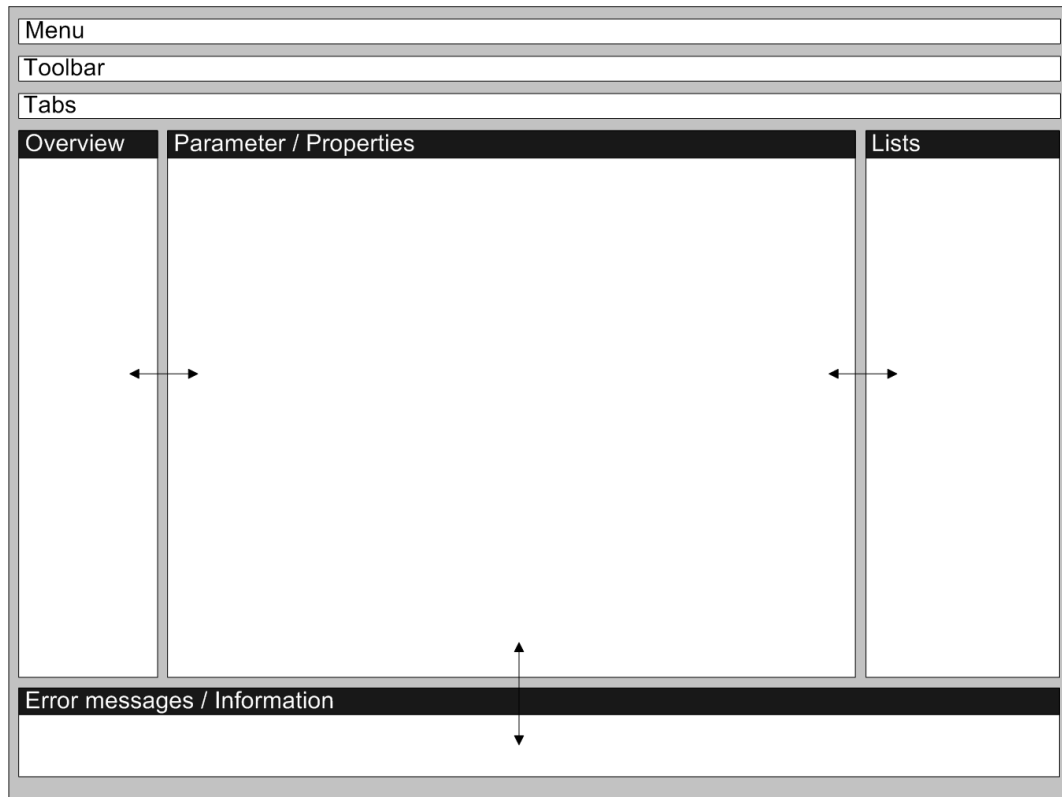 Menu
Toolbar
Tabs
Overview
Parameter / Properties
Lists
Error messages / Information